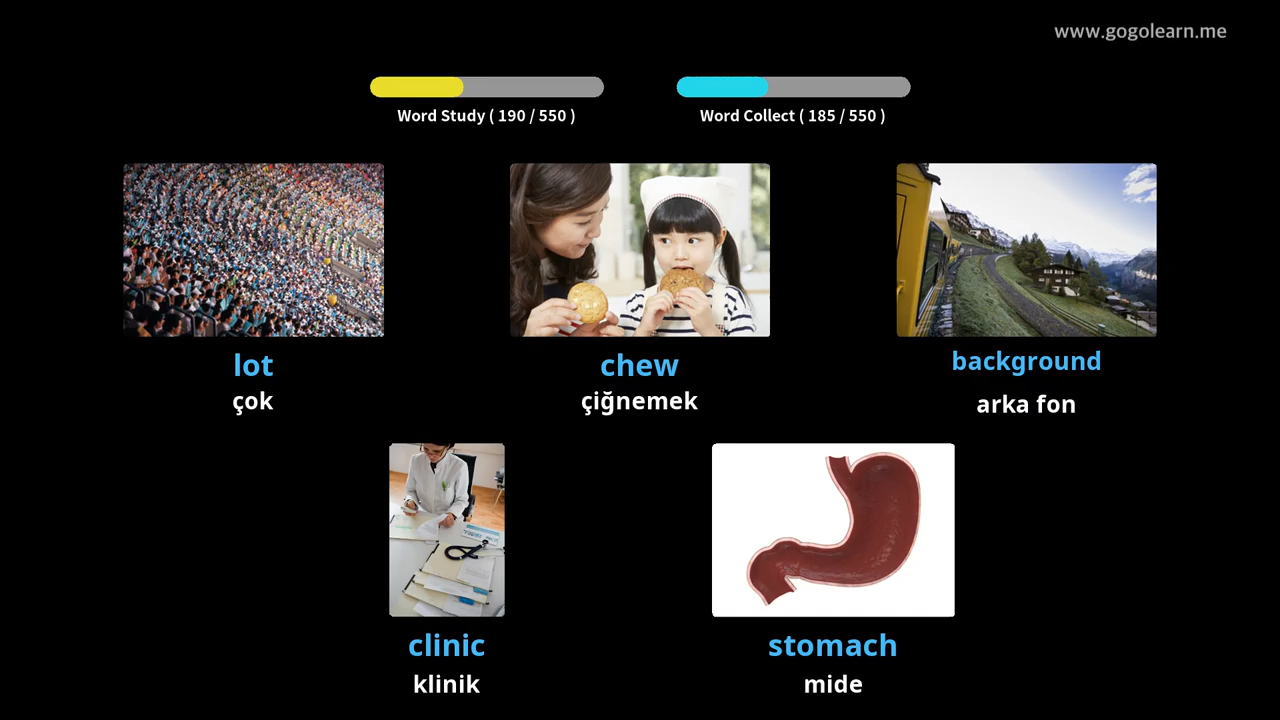 www.gogolearn.me
Word Study ( 190 / 550 )
Word Collect ( 185 / 550 )
lot
çok
chew
çiğnemek
background
arka fon
clinic
klinik
stomach
mide